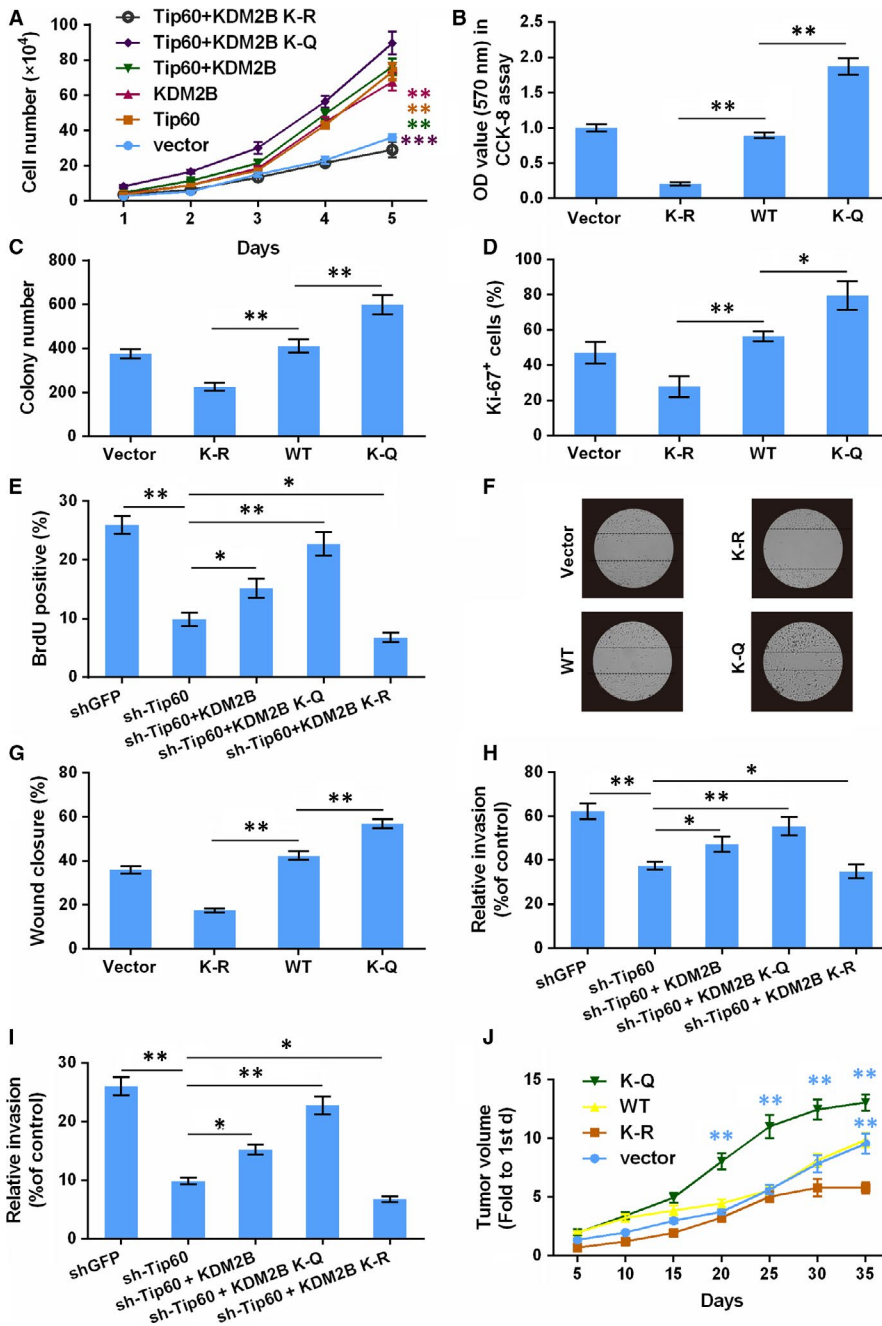 A
Cell number (×10⁴)
100
80
60
40
20
0
Tip60+KDM2B K-R
Tip60+KDM2B K-Q
Tip60+KDM2B
KDM2B
Tip60
vector
**
**
**
***
1 2 3 4 5
Days
B
OD value (570 nm) in
CCK-8 assay
2.5
2.0
1.5
1.0
0.5
0.0
**
**
Vector K-R WT K-Q
C
Colony number
800
600
400
200
0
**
**
Vector K-R WT K-Q
D
Ki-67⁺ cells (%)
100
80
60
40
20
0
*
**
Vector K-R WT K-Q
E
BrdU positive (%)
30
20
10
0
**
*
**
*
shGFP
sh-Tip60
sh-Tip60+KDM2B
sh-Tip60+KDM2B K-Q
sh-Tip60+KDM2B K-R
F
Vector
K-R
WT
K-Q
G
Wound closure (%)
80
60
40
20
0
**
**
Vector K-R WT K-Q
H
Relative invasion
(%of control)
80
60
40
20
0
**
*
**
*
shGFP
sh-Tip60
sh-Tip60 + KDM2B
sh-Tip60 + KDM2B K-Q
sh-Tip60 + KDM2B K-R
I
Relative invasion
(%of control)
30
20
10
0
**
*
**
*
shGFP
sh-Tip60
sh-Tip60 + KDM2B
sh-Tip60 + KDM2B K-Q
sh-Tip60 + KDM2B K-R
J
Tumor volume
(Fold to 1st d)
15
10
5
0
K-Q
WT
K-R
vector
**
**
**
**
**
5 10 15 20 25 30 35
Days